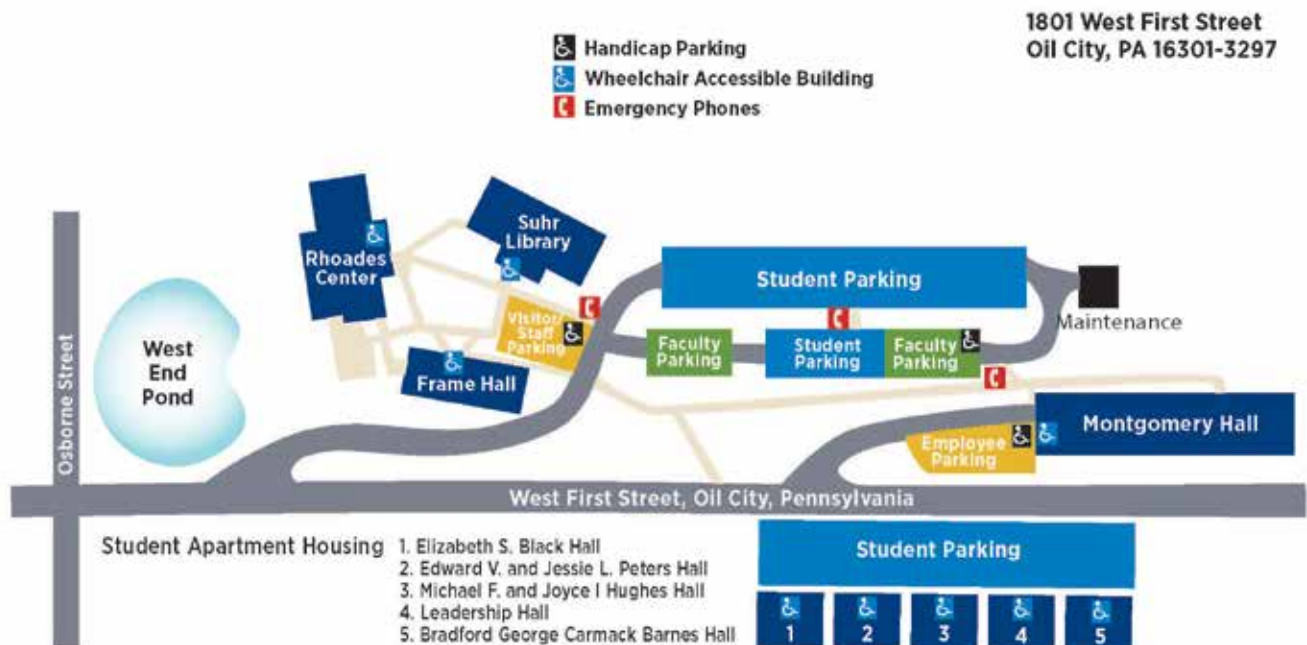 1801 West First Street
Oil City, PA 16301-3297
Handicap Parking
Wheelchair Accessible Building
Emergency Phones
Suhr
Library
Rhoades
Center
Student Parking
Visitor/
Staff
Parking
Maintenance
Faculty
Parking
Student
Parking
Faculty
Parking
West
End
Pond
Frame Hall
Osborne Street
Montgomery Hall
Employee
Parking
West First Street, Oil City, Pennsylvania
Student Apartment Housing
1. Elizabeth S. Black Hall
2. Edward V. and Jessie L. Peters Hall
3. Michael F. and Joyce I Hughes Hall
4. Leadership Hall
5. Bradford George Carmack Barnes Hall
Student Parking
1 2 3 4 5